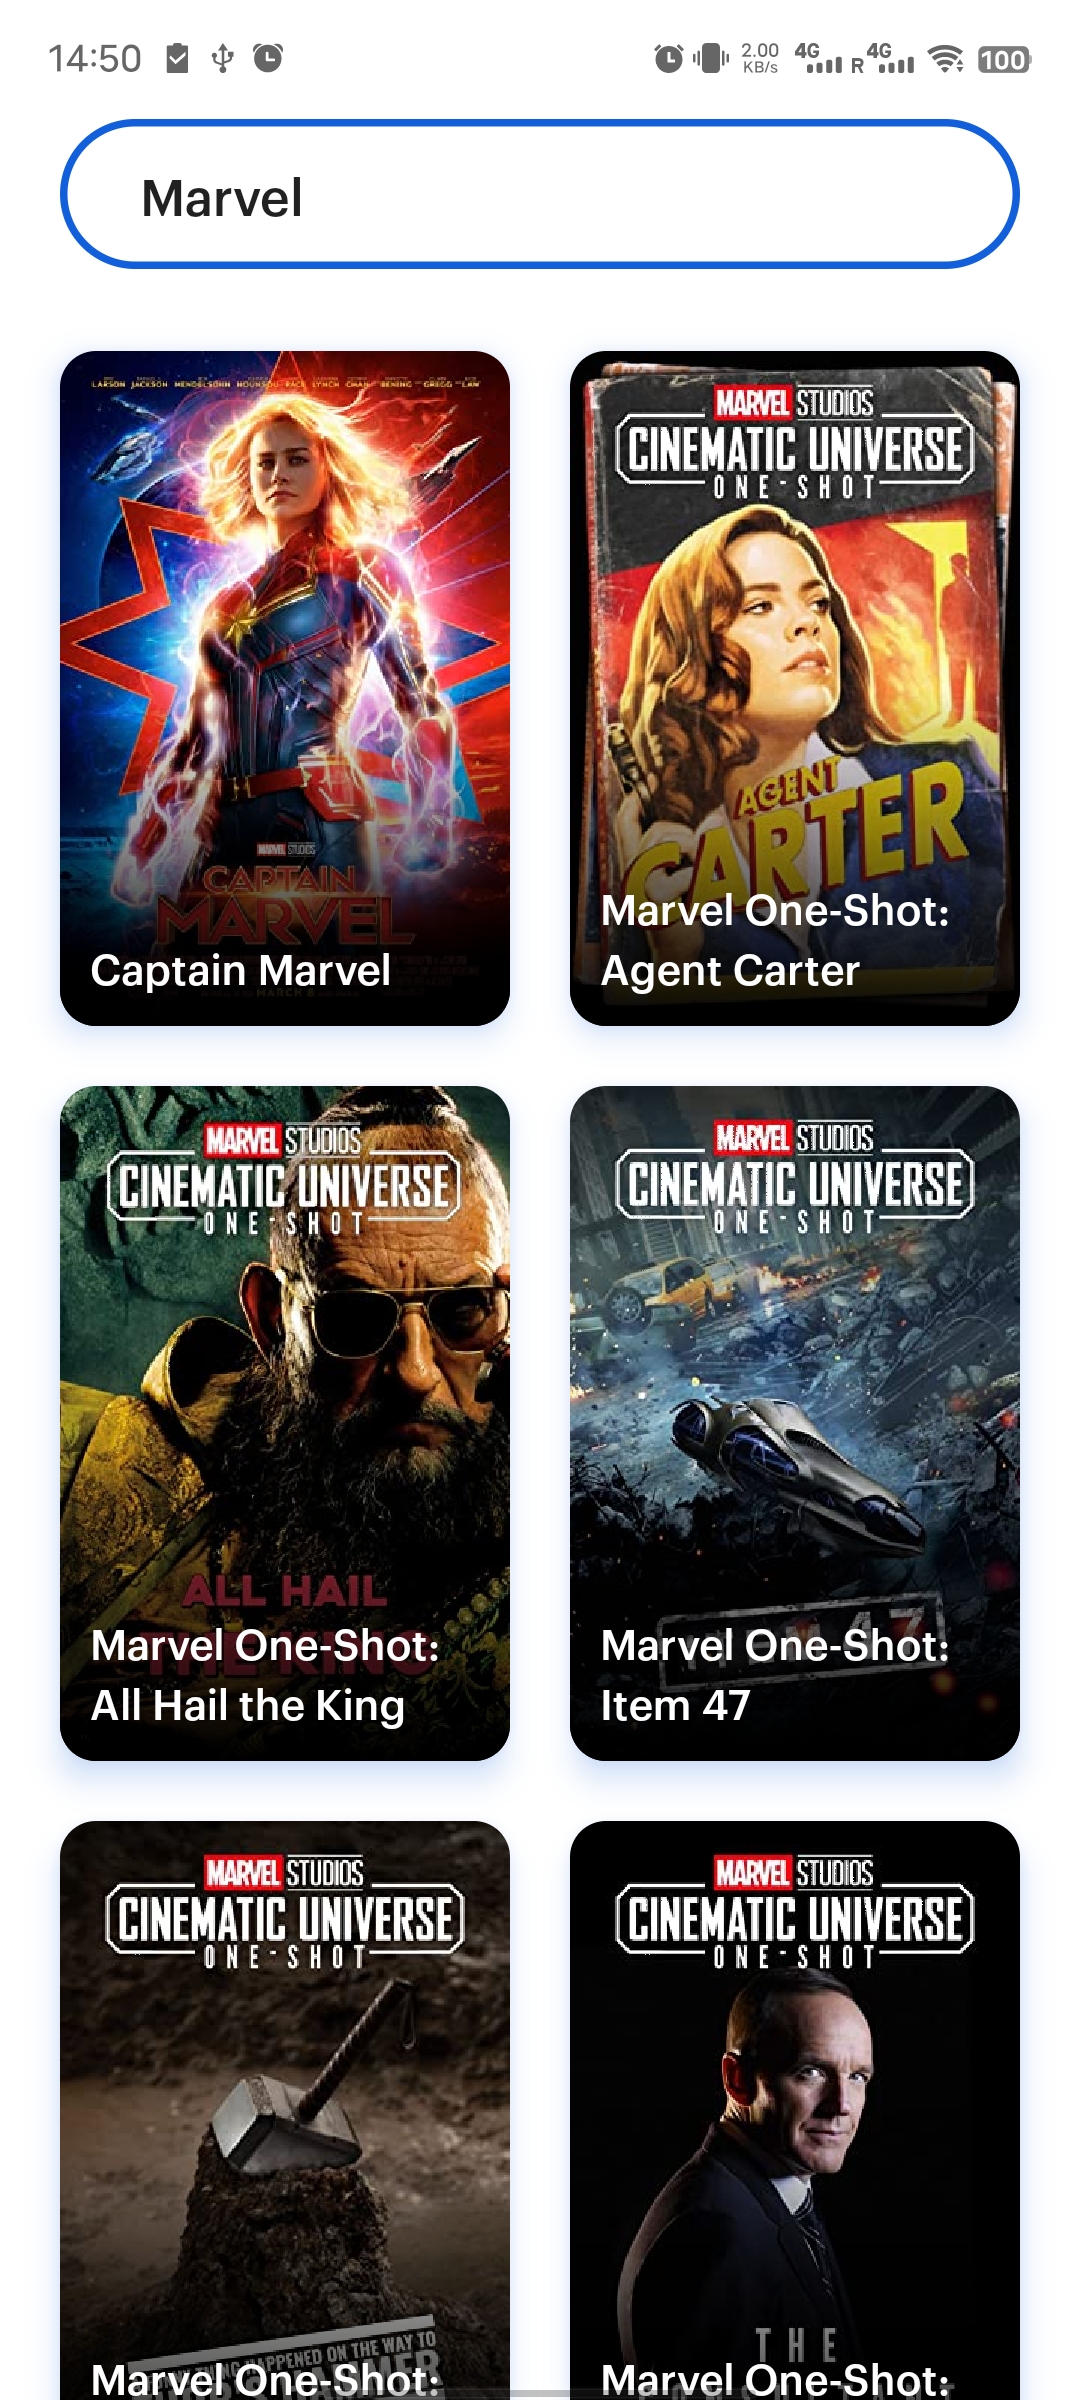 14:50
2.00
KB/s
4G
R
4G
100
Marvel
LARSON JACKSON MENDELSOHN HOUNSOU PACE LYNCH CHAN BENING GREGG LAW
MARVEL STUDIOS
CAPTAIN
MARVEL
Captain Marvel
MARVEL STUDIOS
CINEMATIC UNIVERSE
ONE-SHOT
AGENT
CARTER
Marvel One-Shot:
Agent Carter
MARVEL STUDIOS
CINEMATIC UNIVERSE
ONE-SHOT
ALL HAIL
THE KING
Marvel One-Shot:
All Hail the King
MARVEL STUDIOS
CINEMATIC UNIVERSE
ONE-SHOT
47
Marvel One-Shot:
Item 47
MARVEL STUDIOS
CINEMATIC UNIVERSE
ONE-SHOT
HAPPENED ON THE WAY TO
Marvel One-Shot:
MARVEL STUDIOS
CINEMATIC UNIVERSE
ONE-SHOT
THE
Marvel One-Shot: